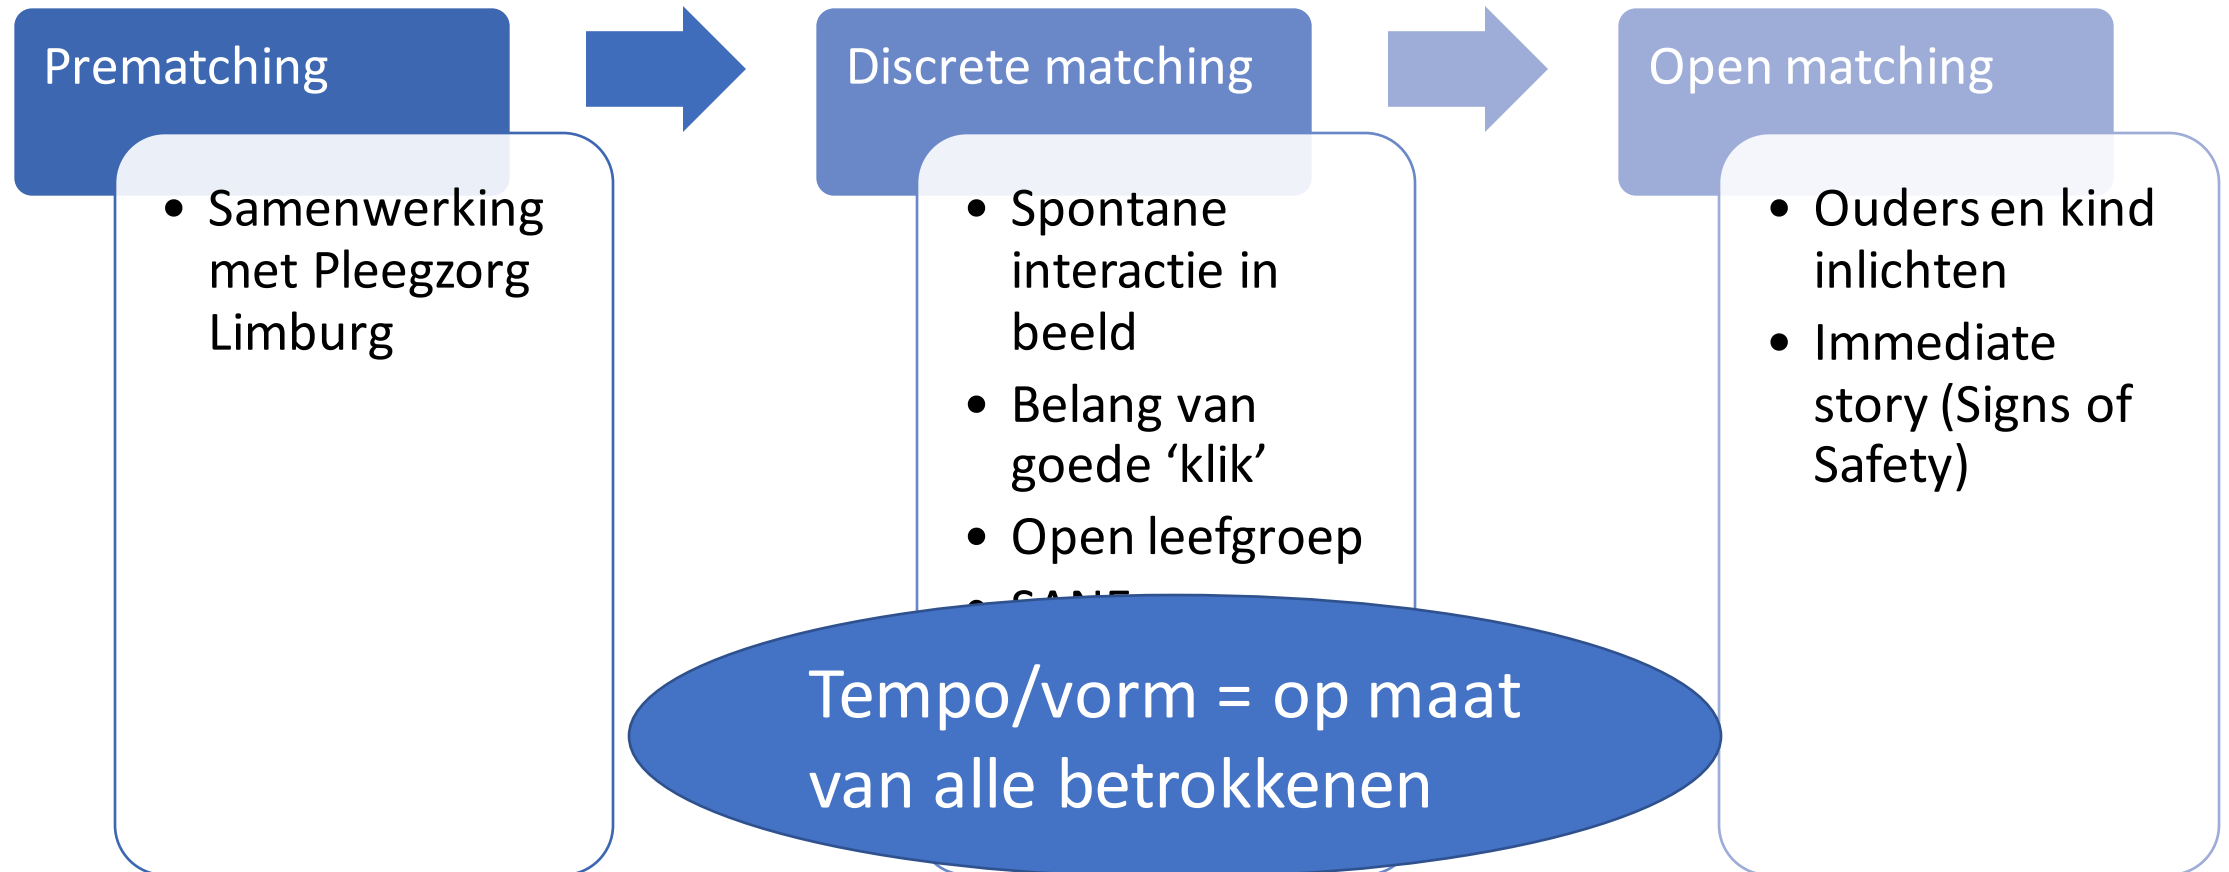 Prematching
• Samenwerking
met Pleegzorg
Limburg
Discrete matching
• Spontane
interactie in
beeld
• Belang van
goede ‘klik’
• Open leefgroep
Open matching
• Ouders en kind
inlichten
• Immediate
story (Signs of
Safety)
Tempo/vorm = op maat
van alle betrokkenen